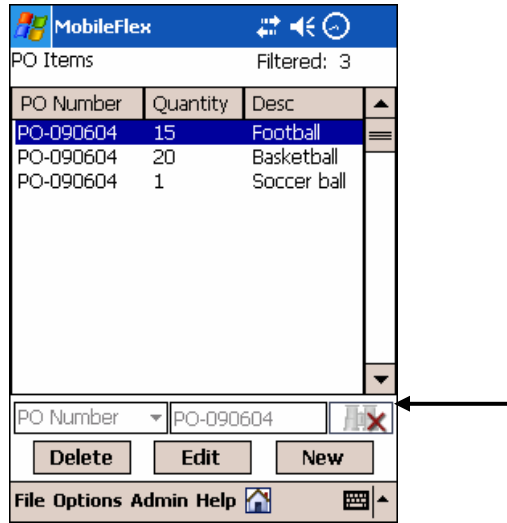 MobileFlex
PO Items Filtered: 3
PO Number Quantity Desc
PO-090604 15 Football
PO-090604 20 Basketball
PO-090604 1 Soccer ball
PO Number PO-090604
Delete Edit New
File Options Admin Help